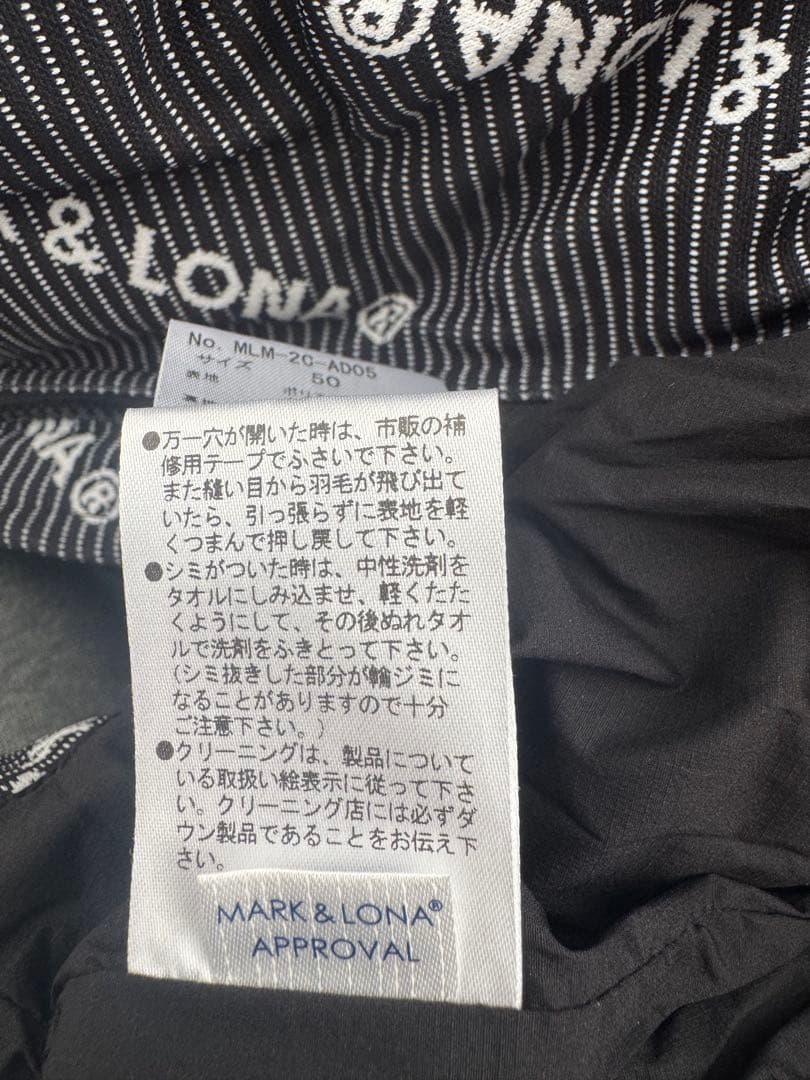 & LONA®
& LONA®
NA®
No. MLM-2C-AD05
サイズ 50
表地 ポリ
●万一穴が開いた時は、市販の補
修用テープでふさいで下さい。
また縫い目から羽毛が飛び出て
いたら、引っ張らずに表地を軽
くつまんで押し戻して下さい。
●シミがついた時は、中性洗剤を
タオルにしみ込ませ、軽くたた
くようにして、その後ぬれタオ
ルで洗剤をふきとって下さい。
(シミ抜きした部分が輪ジミに
なることがありますので十分
ご注意下さい。)
●クリーニングは、製品について
いる取扱い絵表示に従って下さ
い。クリーニング店には必ずダ
ウン製品であることをお伝え下
さい。
MARK & LONA®
APPROVAL